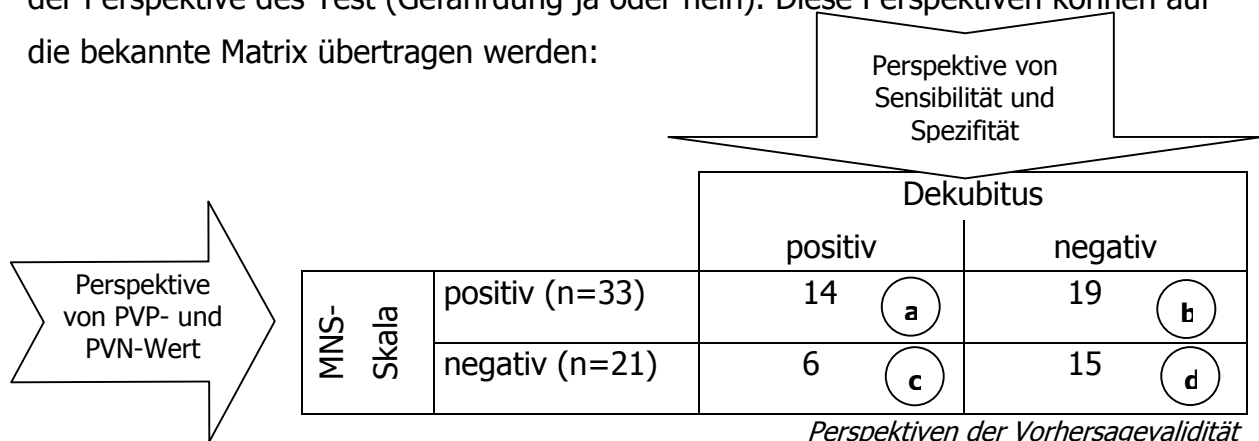 der Perspektive des Test (Gefährdung ja oder nein). Diese Perspektiven können auf
die bekannte Matrix übertragen werden:
Perspektive von
Sensibilität und
Spezifität
Dekubitus
positiv negativ
Perspektive
von PVP- und
PVN-Wert
MNS-
Skala
positiv (n=33) 14 a 19 b
negativ (n=21) 6 c 15 d
Perspektiven der Vorhersagevalidität